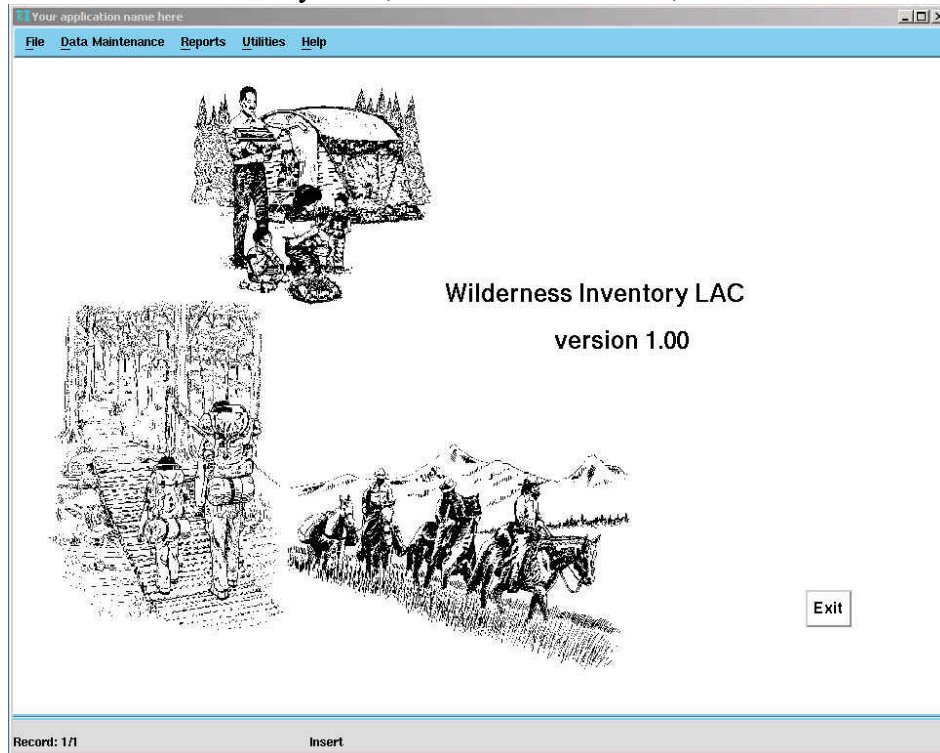 Your application name here
File Data Maintenance Reports Utilities Help
Wilderness Inventory LAC
version 1.00
Exit
Record: 1/1 Insert